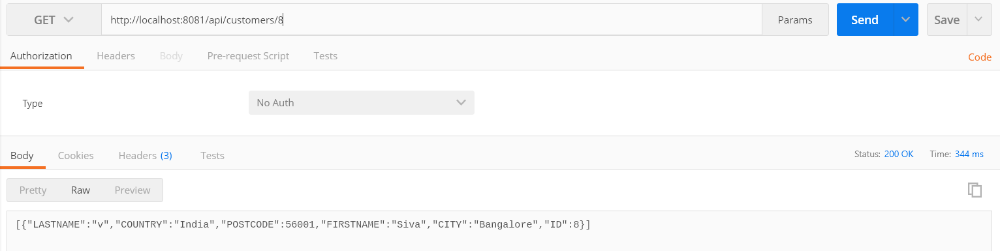 GET http://localhost:8081/api/customers/8 Params Send Save
Authorization Headers Body Pre-request Script Tests Code
Type No Auth
Body Cookies Headers (3) Tests Status: 200 OK Time: 344 ms
Pretty Raw Preview
[{"LASTNAME":"v","COUNTRY":"India","POSTCODE":56001,"FIRSTNAME":"Siva","CITY":"Bangalore","ID":8}]